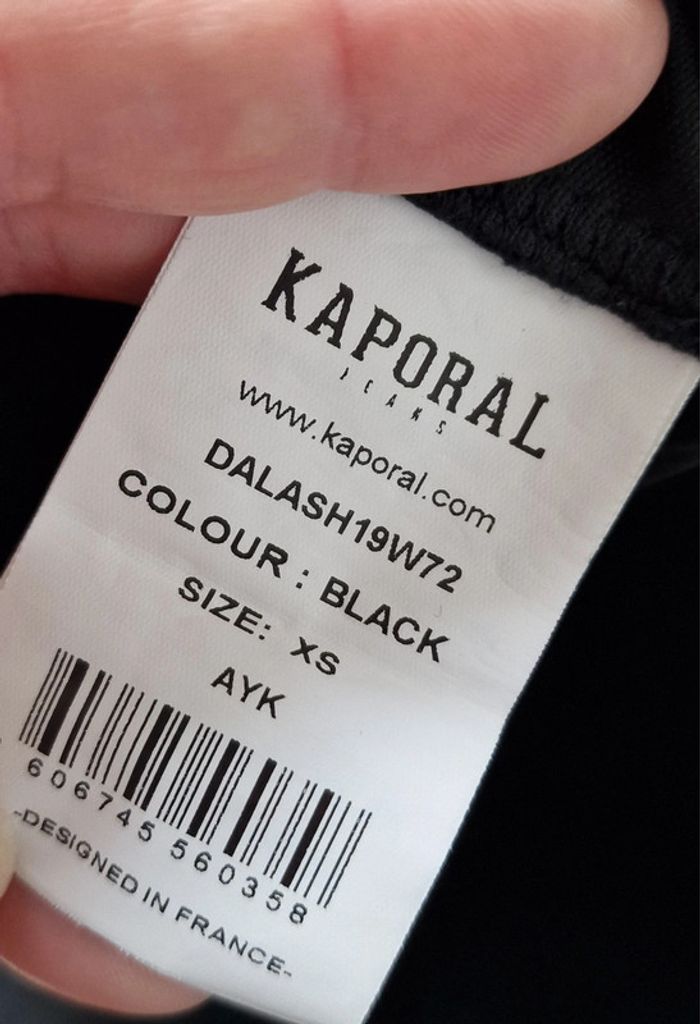 KAPORAL
JEANS
www.kaporal.com
DALASH19W72
COLOUR : BLACK
SIZE: XS
AYK
606745 560358
-DESIGNED IN FRANCE-